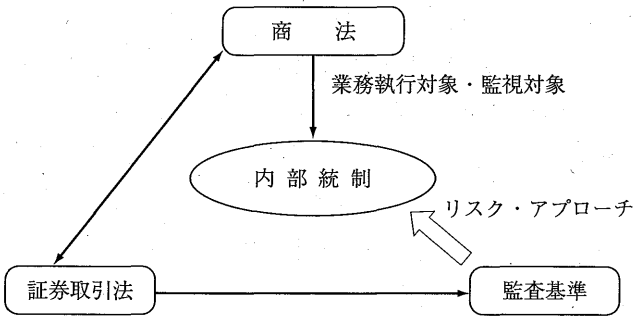 商 法
業務執行対象・監視対象
内部統制
リスク・アプローチ
証券取引法
監査基準